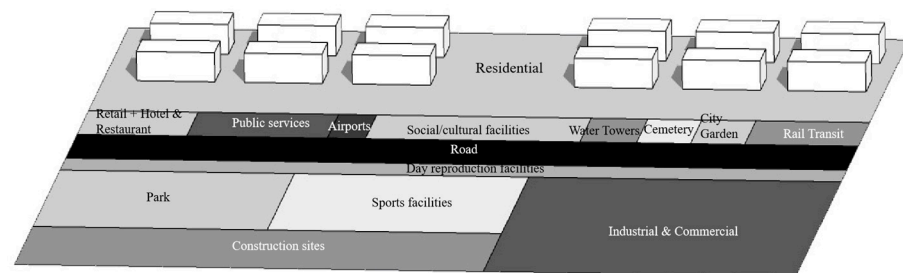 Residential
Retail + Hotel &
Restaurant
Public services
Airports
Social/cultural facilities
Water Towers
Cemetery
City
Garden
Rail Transit
Road
Day reproduction facilities
Park
Sports facilities
Industrial & Commercial
Construction sites